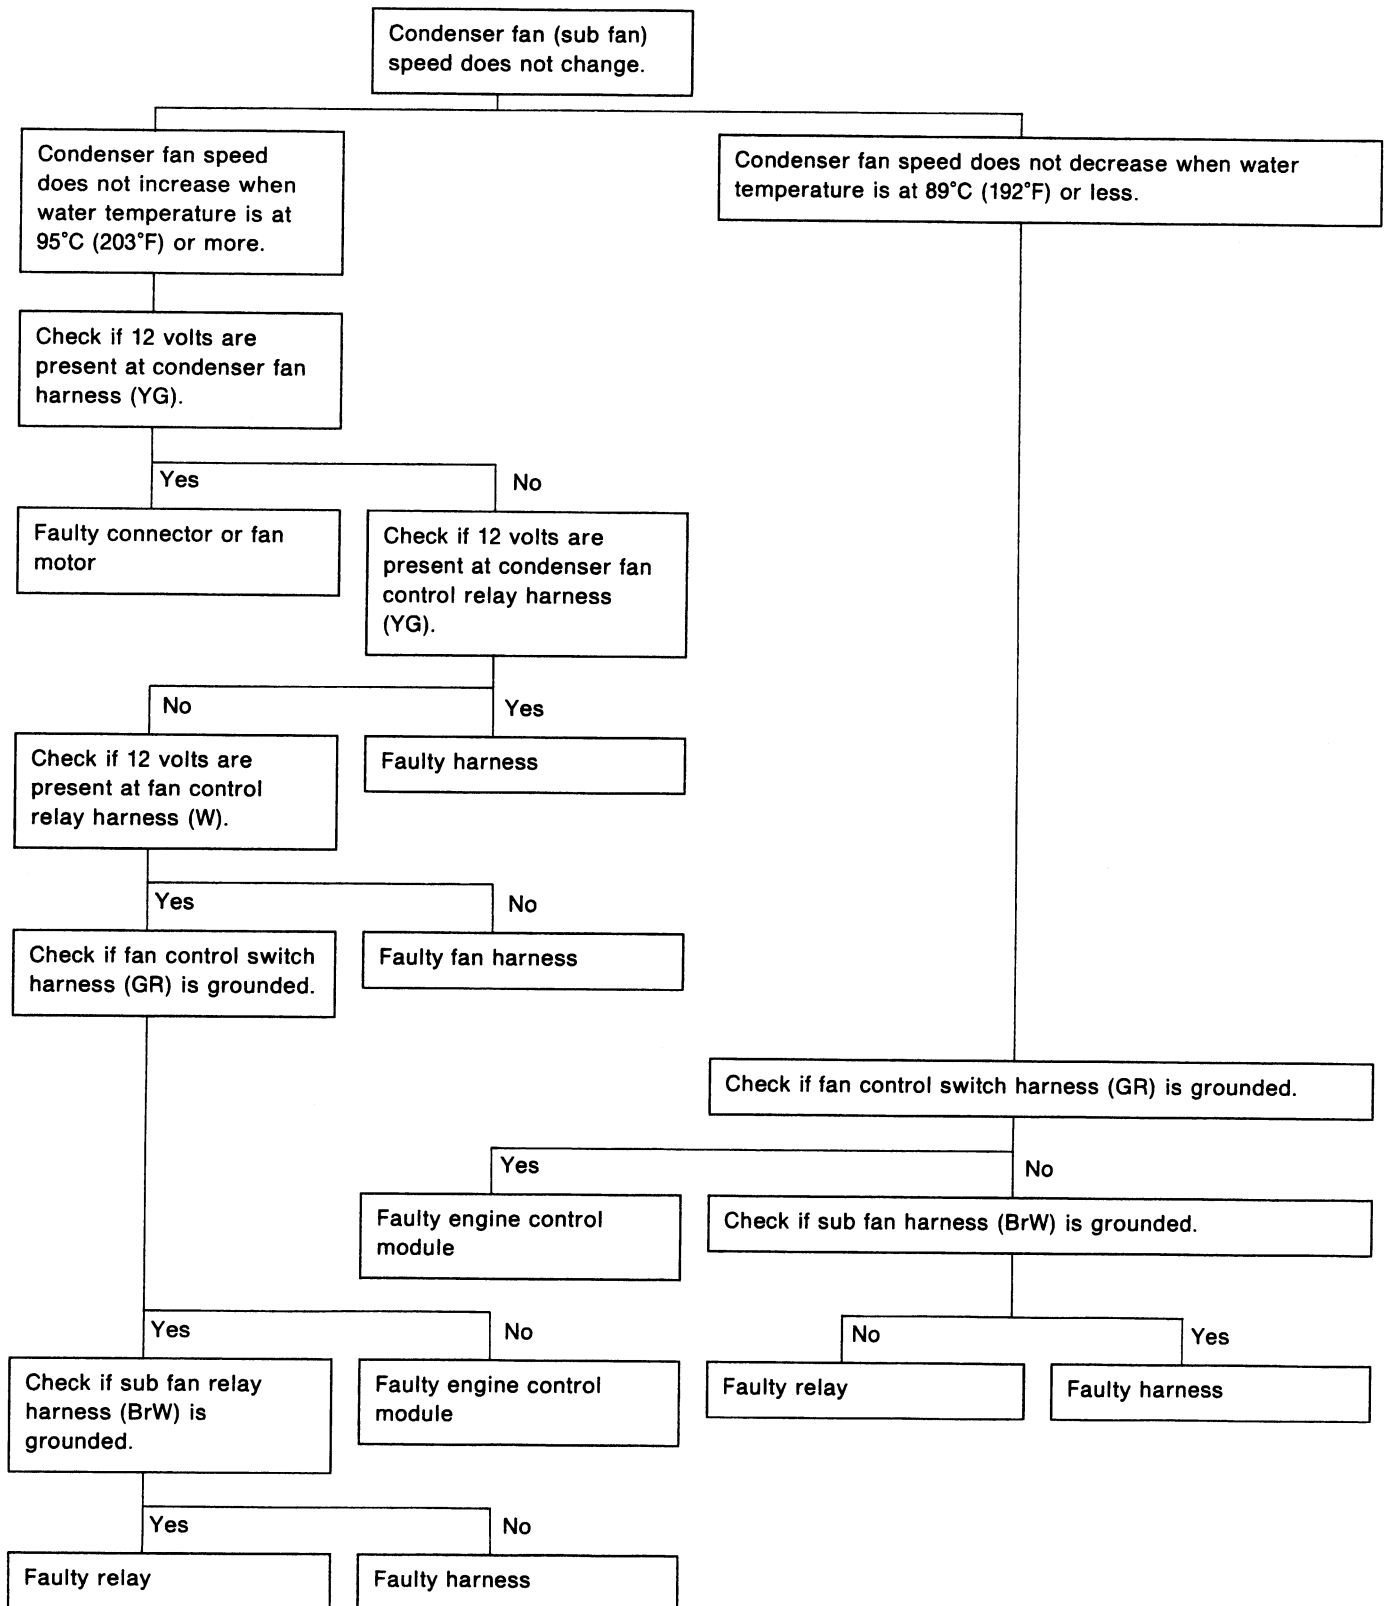 Condenser fan (sub fan)
speed does not change.
Condenser fan speed
does not increase when
water temperature is at
95°C (203°F) or more.
Condenser fan speed does not decrease when water
temperature is at 89°C (192°F) or less.
Check if 12 volts are
present at condenser fan
harness (YG).
Yes
No
Faulty connector or fan
motor
Check if 12 volts are
present at condenser fan
control relay harness
(YG).
No
Yes
Check if 12 volts are
present at fan control
relay harness (W).
Faulty harness
Yes
No
Check if fan control switch
harness (GR) is grounded.
Faulty fan harness
Check if fan control switch harness (GR) is grounded.
Yes
No
Faulty engine control
module
Check if sub fan harness (BrW) is grounded.
Yes
No
No
Yes
Check if sub fan relay
harness (BrW) is
grounded.
Faulty engine control
module
Faulty relay
Faulty harness
Yes
No
Faulty relay
Faulty harness